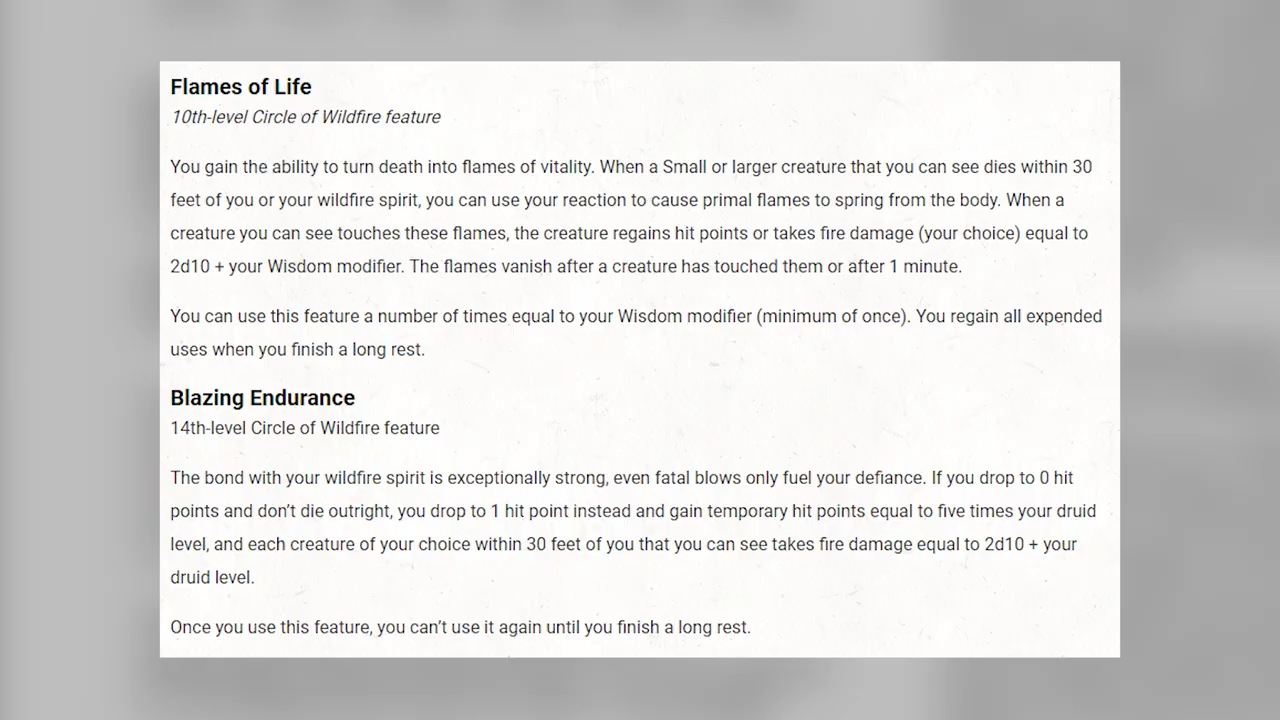 Flames of Life
10th-level Circle of Wildfire feature
You gain the ability to turn death into flames of vitality. When a Small or larger creature that you can see dies within 30
feet of you or your wildfire spirit, you can use your reaction to cause primal flames to spring from the body. When a
creature you can see touches these flames, the creature regains hit points or takes fire damage (your choice) equal to
2d10 + your Wisdom modifier. The flames vanish after a creature has touched them or after 1 minute.
You can use this feature a number of times equal to your Wisdom modifier (minimum of once). You regain all expended
uses when you finish a long rest.
Blazing Endurance
14th-level Circle of Wildfire feature
The bond with your wildfire spirit is exceptionally strong, even fatal blows only fuel your defiance. If you drop to 0 hit
points and don’t die outright, you drop to 1 hit point instead and gain temporary hit points equal to five times your druid
level, and each creature of your choice within 30 feet of you that you can see takes fire damage equal to 2d10 + your
druid level.
Once you use this feature, you can’t use it again until you finish a long rest.